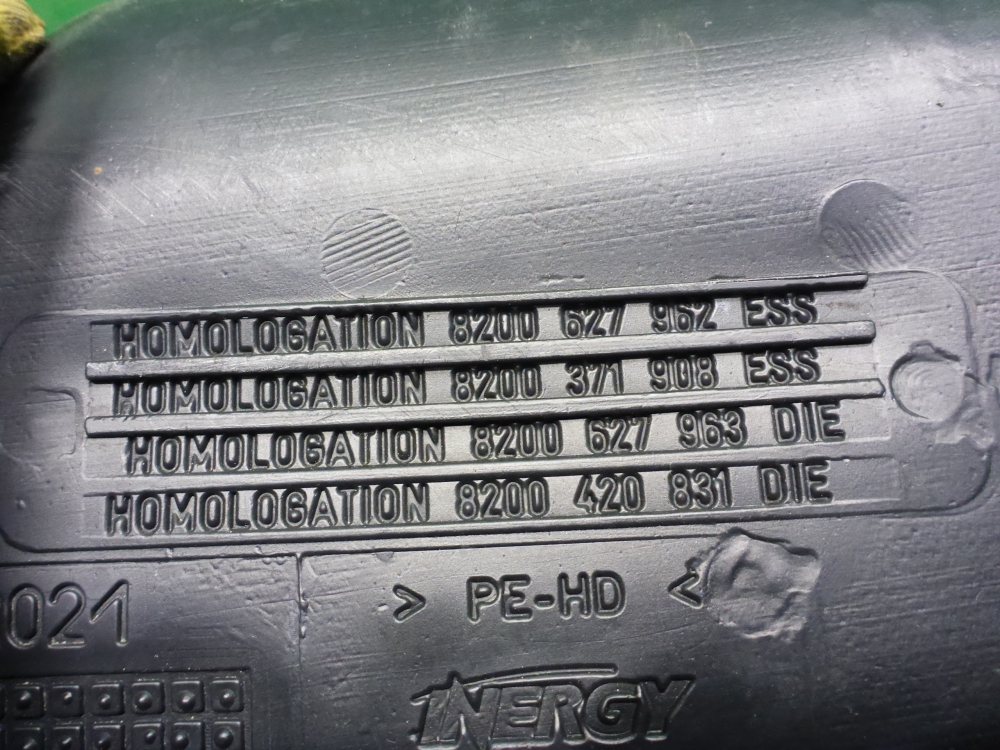 HOMOLOGATION 8200 627 962 ESS
HOMOLOGATION 8200 371 908 ESS
HOMOLOGATION 8200 627 963 DIE
HOMOLOGATION 8200 420 831 DIE
021
> PE-HD <
INERGY